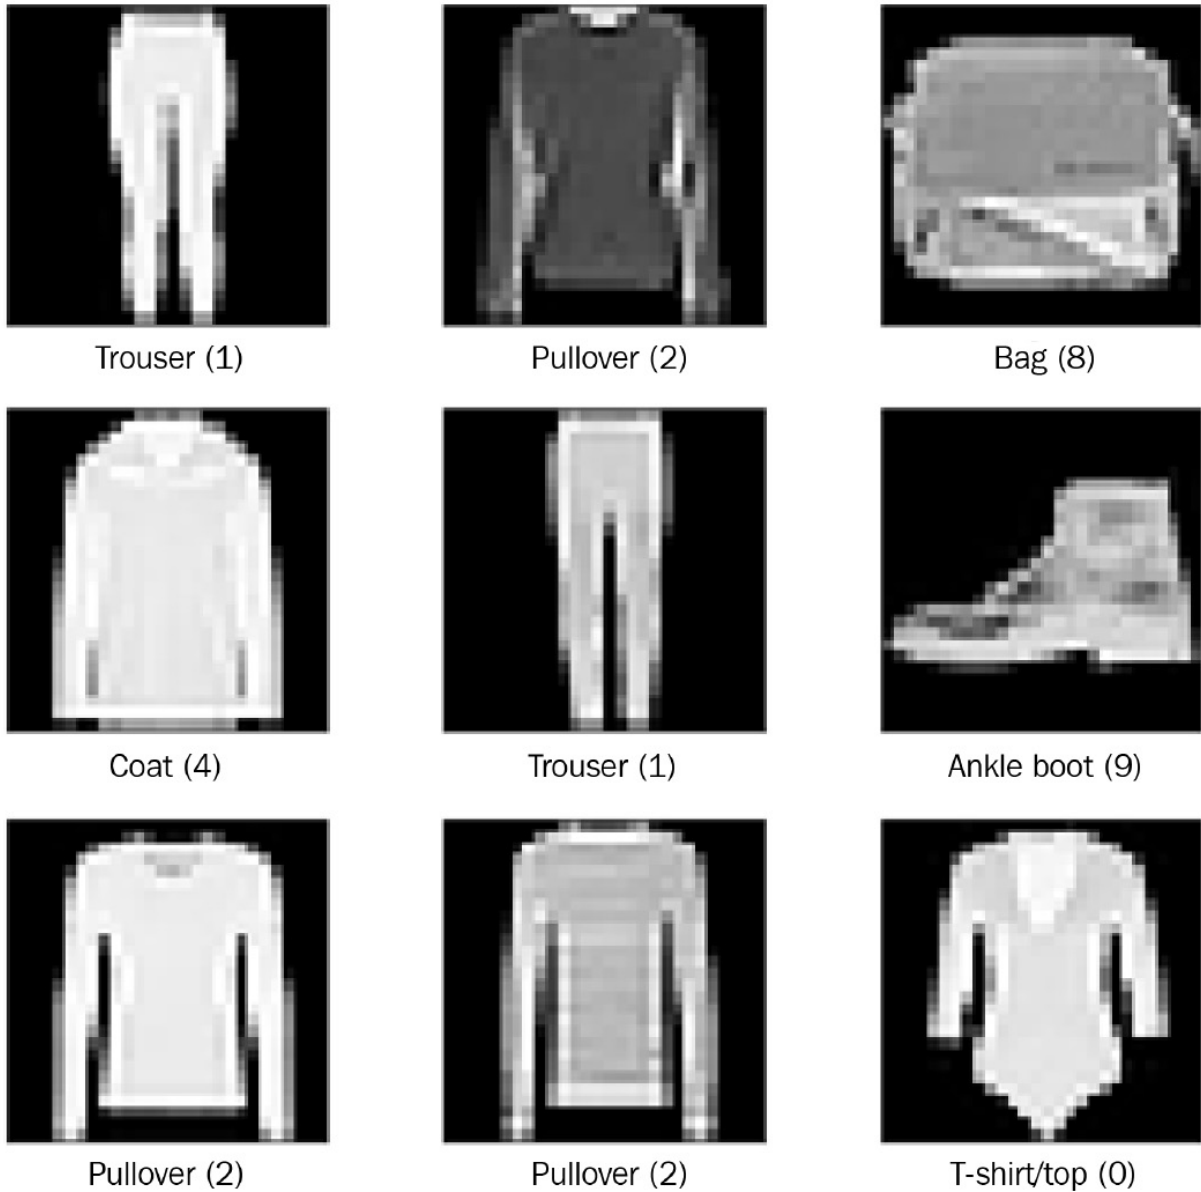 Trouser (1)
Pullover (2)
Bag (8)
Coat (4)
Trouser (1)
Ankle boot (9)
Pullover (2)
Pullover (2)
T-shirt/top (0)